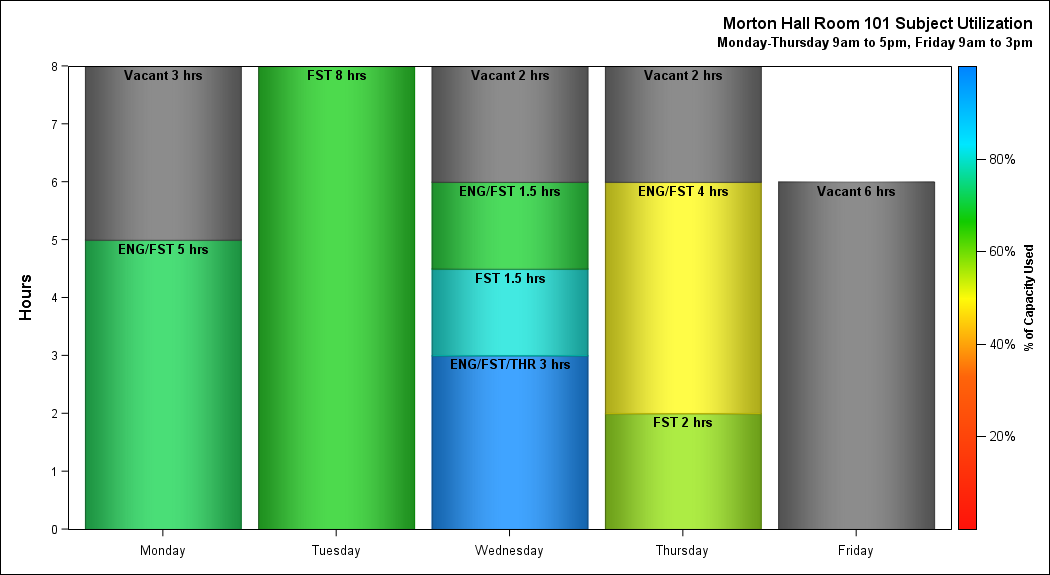 Morton Hall Room 101 Subject Utilization
Monday-Thursday 9am to 5pm, Friday 9am to 3pm
Hours
8
7
6
5
4
3
2
1
0
Vacant 3 hrs
ENG/FST 5 hrs
FST 8 hrs
Vacant 2 hrs
ENG/FST 1.5 hrs
FST 1.5 hrs
ENG/FST/THR 3 hrs
Vacant 2 hrs
ENG/FST 4 hrs
FST 2 hrs
Vacant 6 hrs
Monday
Tuesday
Wednesday
Thursday
Friday
80%
60%
40%
20%
% of Capacity Used